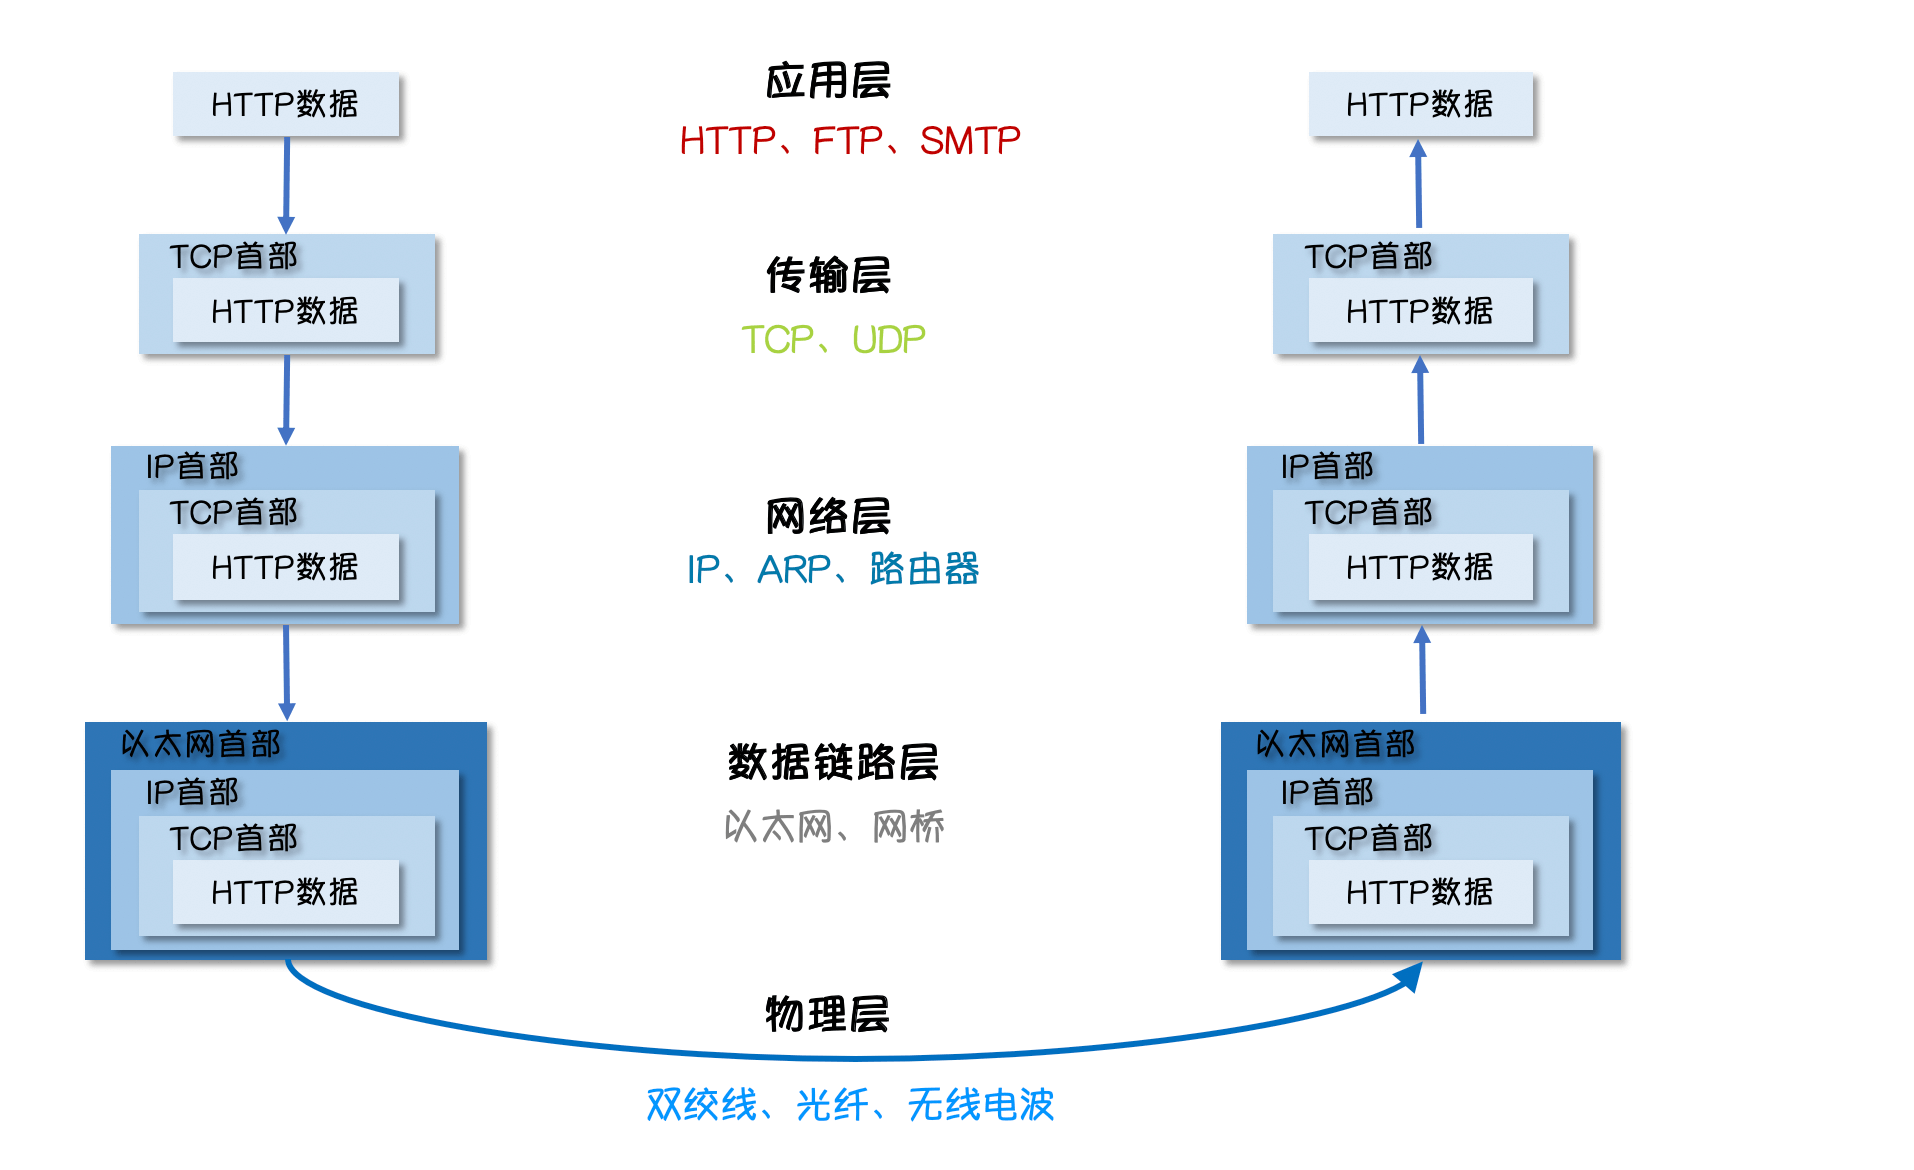 HTTP数据
TCP首部
HTTP数据
IP首部
TCP首部
HTTP数据
以太网首部
IP首部
TCP首部
HTTP数据
应用层
HTTP、FTP、SMTP
传输层
TCP、UDP
网络层
IP、ARP、路由器
数据链路层
以太网、网桥
物理层
双绞线、光纤、无线电波
HTTP数据
TCP首部
HTTP数据
IP首部
TCP首部
HTTP数据
以太网首部
IP首部
TCP首部
HTTP数据